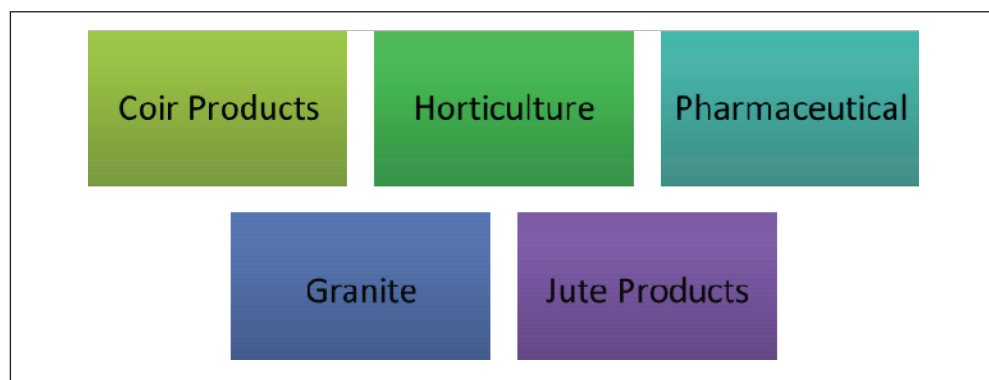 Coir Products
Horticulture
Pharmaceutical
Granite
Jute Products